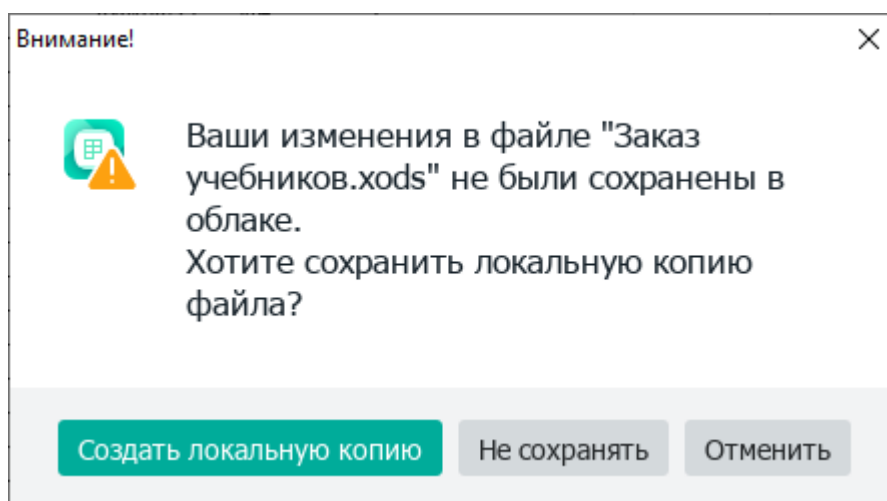 Внимание!
Ваши изменения в файле "Заказ
учебников.xods" не были сохранены в
облаке.
Хотите сохранить локальную копию
файла?
Создать локальную копию Не сохранять Отменить